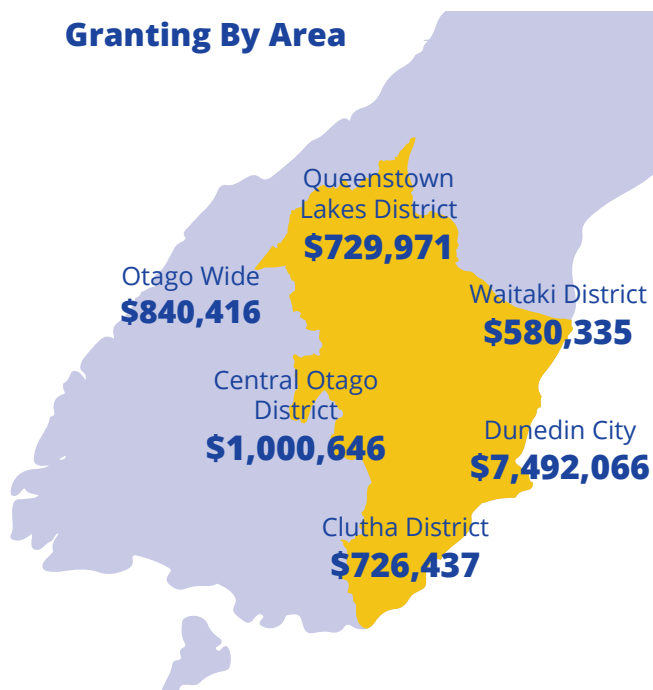 Granting By Area
Queenstown
Lakes District
$729,971
Otago Wide
$840,416
Waitaki District
$580,335
Central Otago
District
$1,000,646
Dunedin City
$7,492,066
Clutha District
$726,437